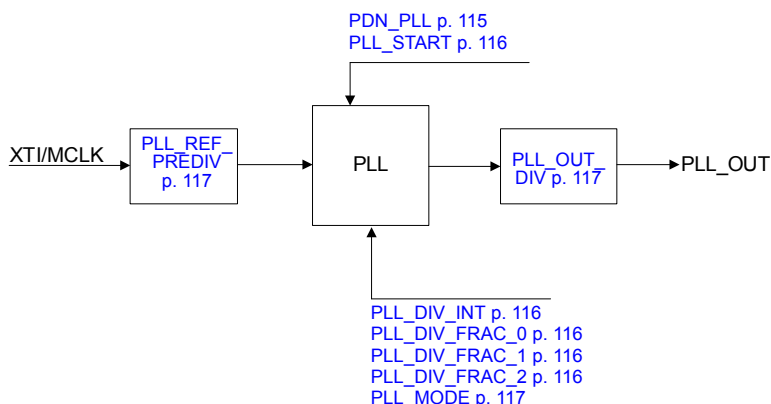 PDN_PLL p. 115
PLL_START p. 116
XTI/MCLK
PLL_REF_
PREDIV
p. 117
PLL
PLL_OUT_
DIV p. 117
PLL_OUT
PLL_DIV_INT p. 116
PLL_DIV_FRAC_0 p. 116
PLL_DIV_FRAC_1 p. 116
PLL_DIV_FRAC_2 p. 116
PLL_MODE p. 117